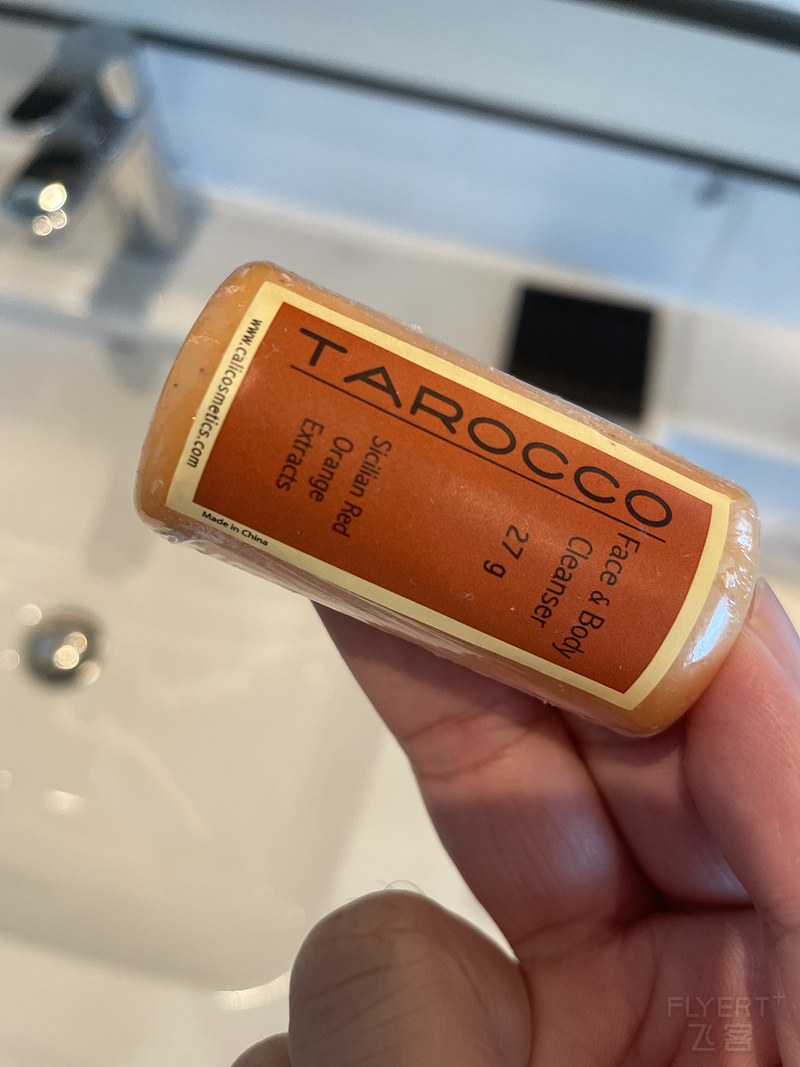 TAROCCO
Face & Body
Cleanser
27 g
Sicilian Red
Orange
Extracts
www.calicosmetics.com
Made in China
FLYERT+
飞客